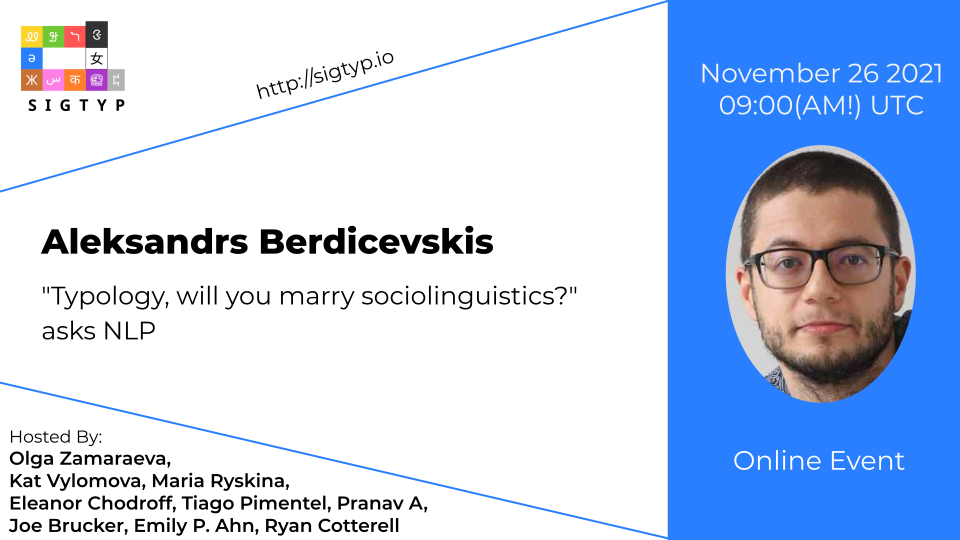 SIGTYP
http://sigtyp.io
November 26 2021
09:00(AM!) UTC
Aleksandrs Berdicevskis
"Typology, will you marry sociolinguistics?"
asks NLP
Hosted By:
Olga Zamaraeva,
Kat Vylomova, Maria Ryskina,
Eleanor Chodroff, Tiago Pimentel, Pranav A,
Joe Brucker, Emily P. Ahn, Ryan Cotterell
Online Event